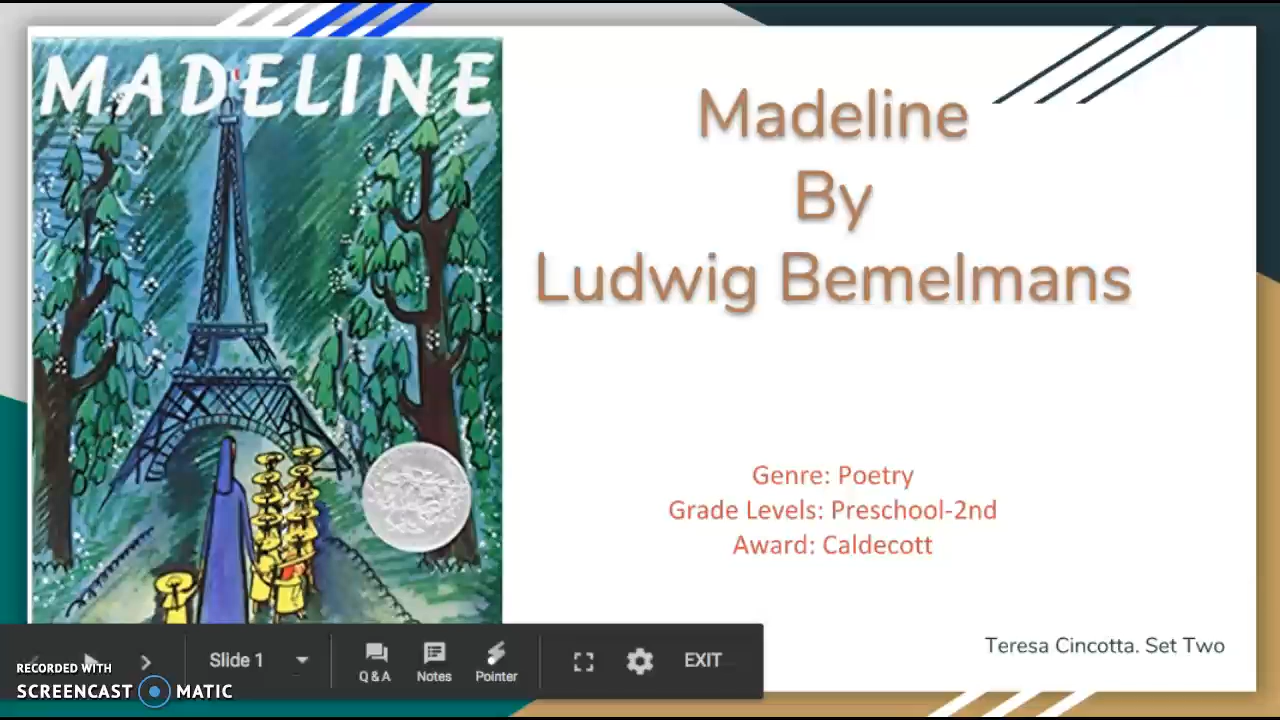 MADELINE
Madeline
By
Ludwig Bemelmans
Genre: Poetry
Grade Levels: Preschool-2nd
Award: Caldecott
Teresa Cincotta. Set Two
Slide 1
Q & A
Notes
Pointer
EXIT
RECORDED WITH
SCREENCAST MATIC